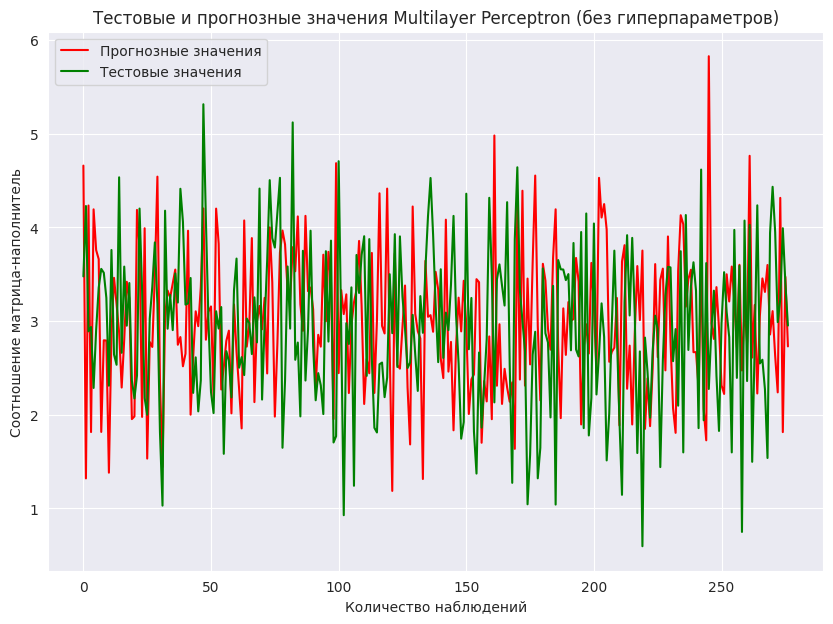 Тестовые и прогнозные значения Multilayer Perceptron (без гиперпараметров)
Прогнозные значения
Тестовые значения
Соотношение матрица-наполнитель
6
5
4
3
2
1
0
50
100
150
200
250
Количество наблюдений